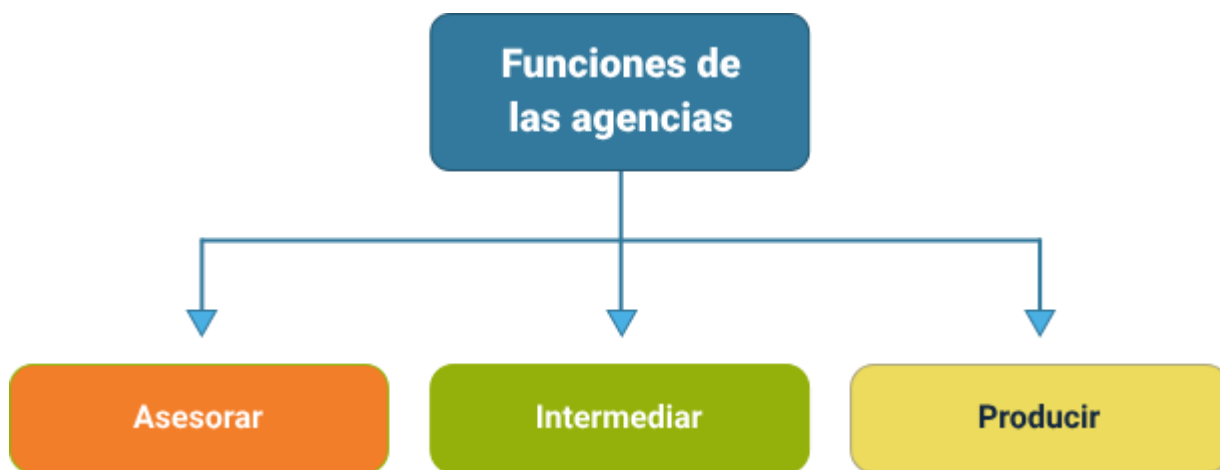 Funciones de
las agencias
Asesorar
Intermediar
Producir